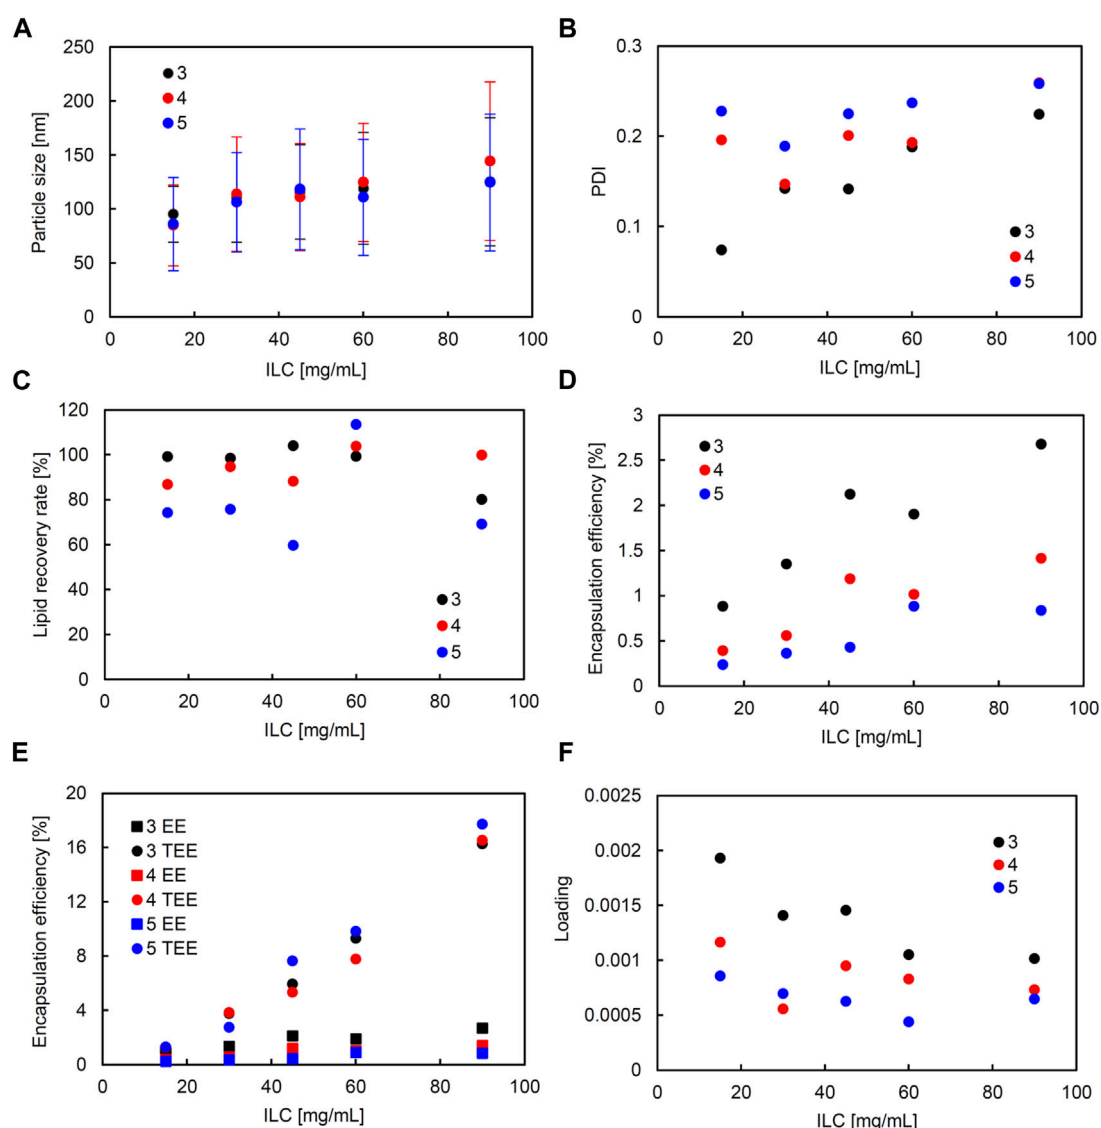 A
250
200
150
100
50
0
0 20 40 60 80 100
Particle size [nm]
ILC [mg/mL]
3
4
5
B
0.3
0.2
0.1
0
0 20 40 60 80 100
PDI
ILC [mg/mL]
3
4
5
C
120
100
80
60
40
20
0
0 20 40 60 80 100
Lipid recovery rate [%]
ILC [mg/mL]
3
4
5
D
3
2.5
2
1.5
1
0.5
0
0 20 40 60 80 100
Encapsulation efficiency [%]
ILC [mg/mL]
3
4
5
E
20
16
12
8
4
0
0 20 40 60 80 100
Encapsulation efficiency [%]
ILC [mg/mL]
3 EE
3 TEE
4 EE
4 TEE
5 EE
5 TEE
F
0.0025
0.002
0.0015
0.001
0.0005
0
0 20 40 60 80 100
Loading
ILC [mg/mL]
3
4
5